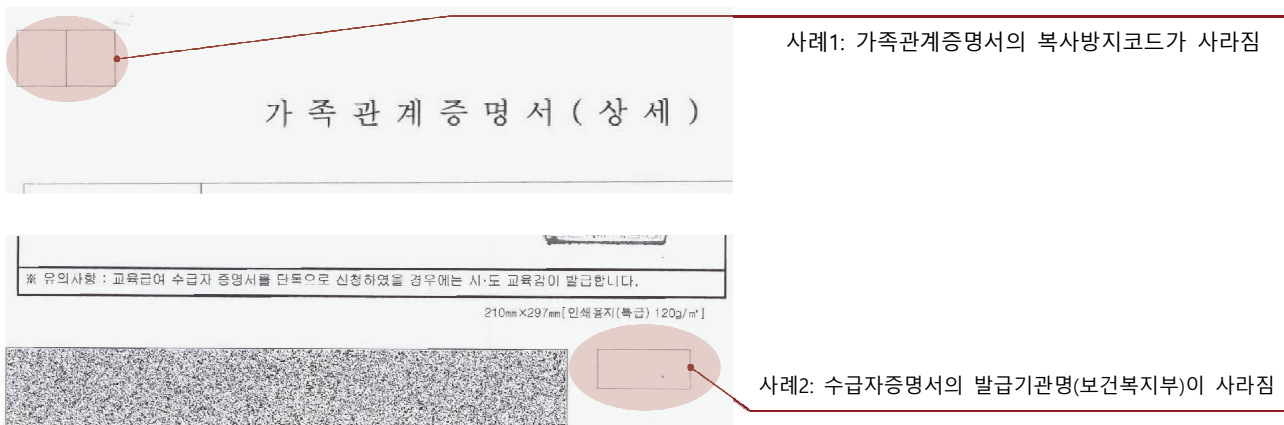 사례1: 가족관계증명서의 복사방지코드가 사라짐
가 족 관 계 증 명 서 ( 상 세 )
※ 유의사항 : 교육급여 수급자 증명서를 단독으로 신청하였을 경우에는 시·도 교육감이 발급합니다.
210㎜×297㎜[인쇄용지(특급) 120g/㎡]
사례2: 수급자증명서의 발급기관명(보건복지부)이 사라짐